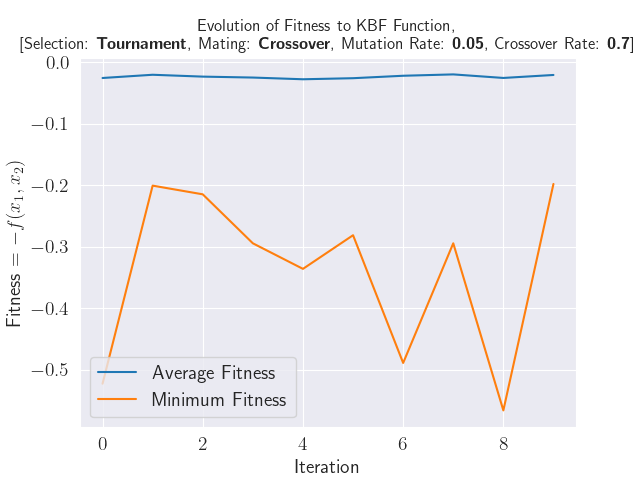 Evolution of Fitness to KBF Function,
[Selection: Tournament, Mating: Crossover, Mutation Rate: 0.05, Crossover Rate: 0.7]
0.0
−0.1
−0.2
−0.3
−0.4
−0.5
Fitness = −f(x₁, x₂)
Average Fitness
Minimum Fitness
0 2 4 6 8
Iteration